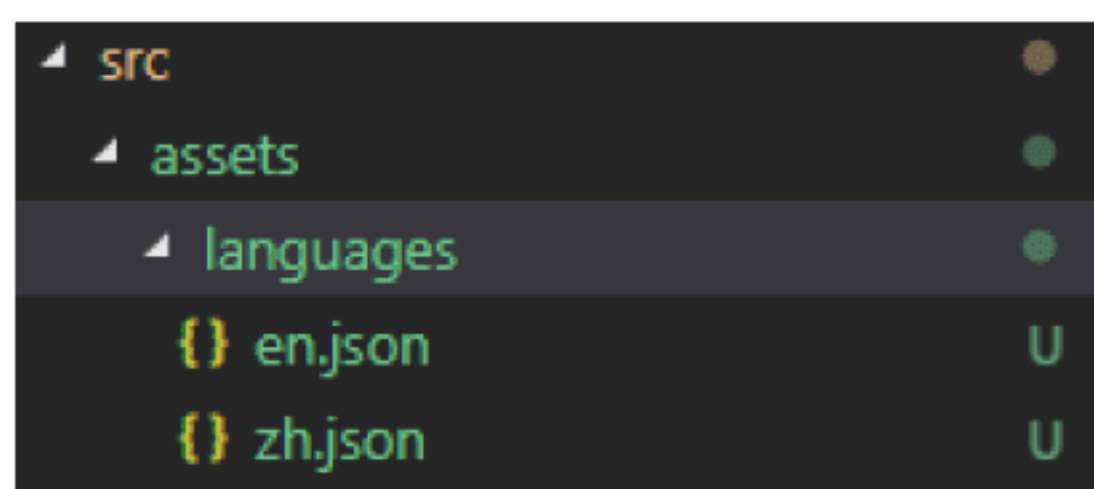 src
assets
languages
{} en.json U
{} zh.json U